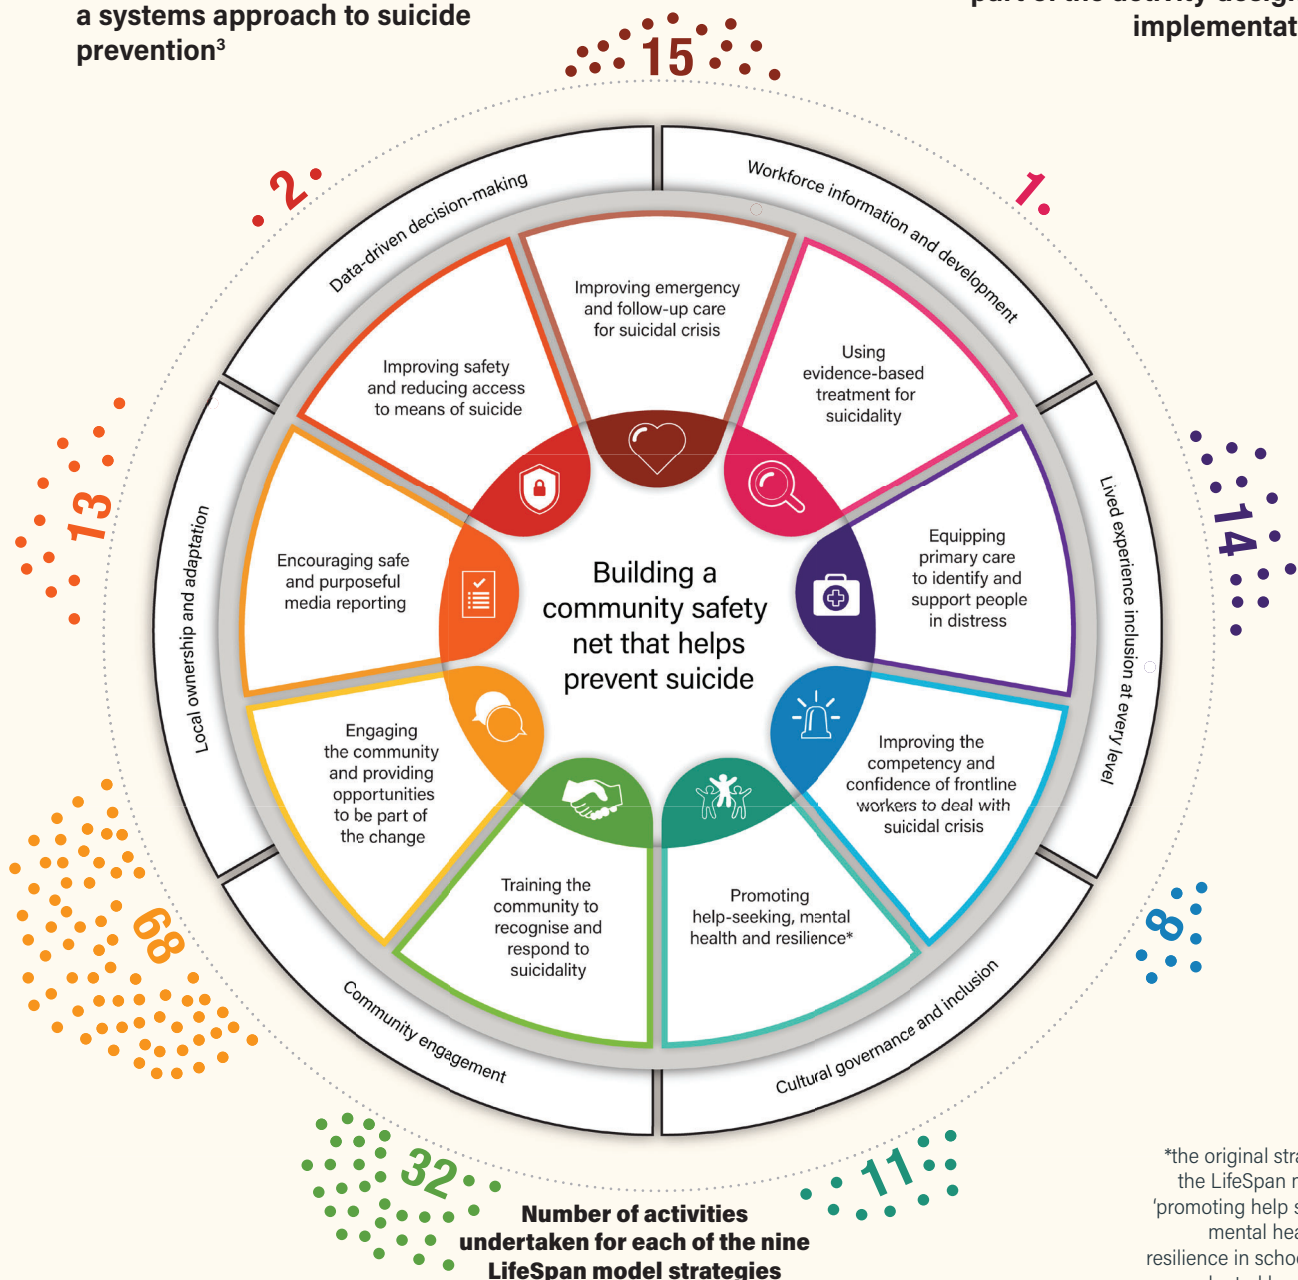 a systems approach to suicide
prevention³
implementat
15
2
1
13
14
68
8
32
11
Data-driven decision-making
Workforce information and development
Lived experience inclusion at every level
Cultural governance and inclusion
Community engagement
Local ownership and adaptation
Improving emergency
and follow-up care
for suicidal crisis
Using
evidence-based
treatment for
suicidality
Equipping
primary care
to identify and
support people
in distress
Improving the
competency and
confidence of frontline
workers to deal with
suicidal crisis
Promoting
help-seeking, mental
health and resilience*
Training the
community to
recognise and
respond to
suicidality
Engaging
the community
and providing
opportunities
to be part of
the change
Encouraging safe
and purposeful
media reporting
Improving safety
and reducing access
to means of suicide
Building a
community safety
net that helps
prevent suicide
Number of activities
undertaken for each of the nine
LifeSpan model strategies
*the original stra
the LifeSpan
'promoting help s
mental hea
resilience in schoo